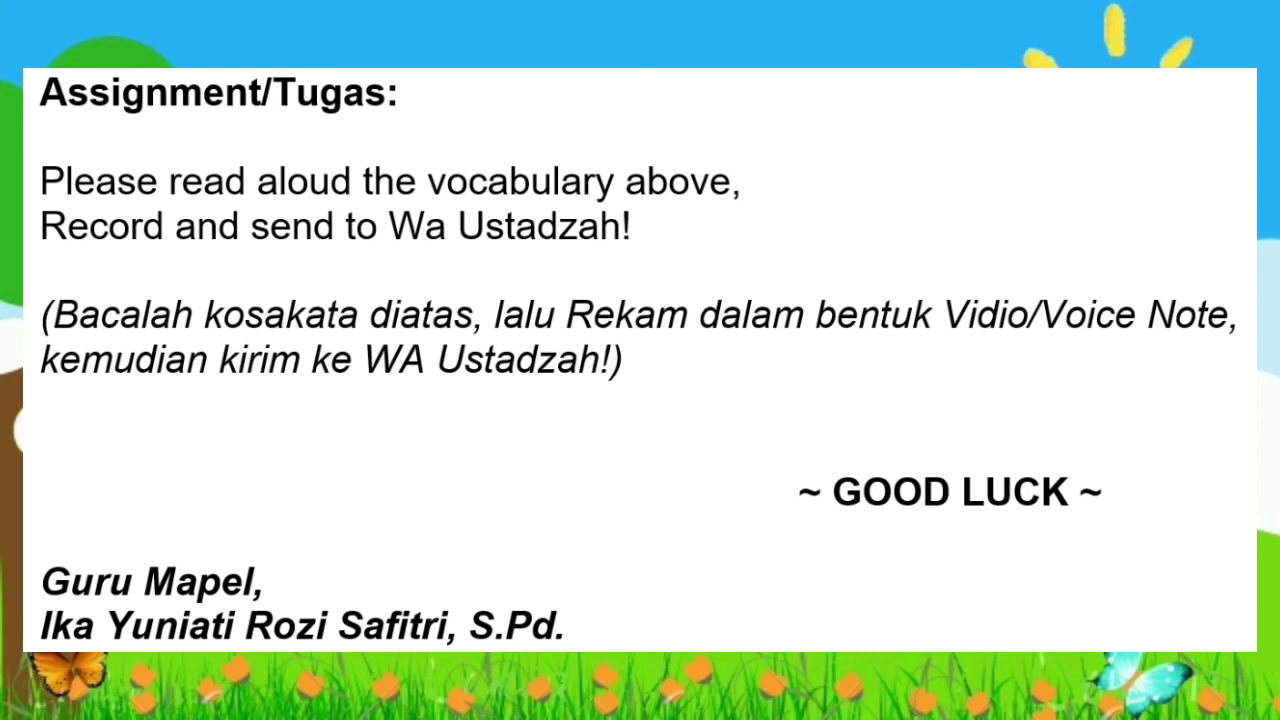 Assignment/Tugas:
Please read aloud the vocabulary above,
Record and send to Wa Ustadzah!
(Bacalah kosakata diatas, lalu Rekam dalam bentuk Vidio/Voice Note,
kemudian kirim ke WA Ustadzah!)
~ GOOD LUCK ~
Guru Mapel,
Ika Yuniati Rozi Safitri, S.Pd.